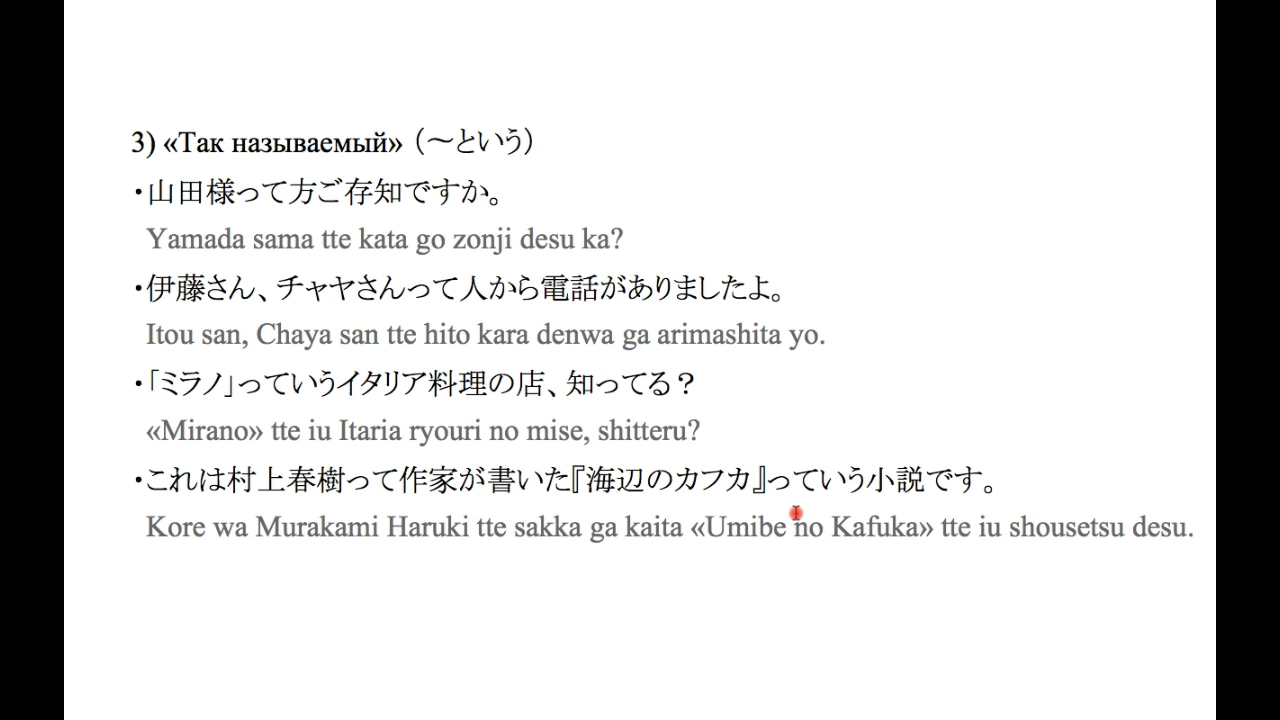 3) «Так называемый» （〜という）
・山田様って方ご存知ですか。
Yamada sama tte kata go zonji desu ka?
・伊藤さん、チャヤさんって人から電話がありましたよ。
Itou san, Chaya san tte hito kara denwa ga arimashita yo.
・「ミラノ」っていうイタリア料理の店、知ってる？
«Mirano» tte iu Itaria ryouri no mise, shitteru?
・これは村上春樹って作家が書いた『海辺のカフカ』っていう小説です。
Kore wa Murakami Haruki tte sakka ga kaita «Umibe no Kafuka» tte iu shousetsu desu.